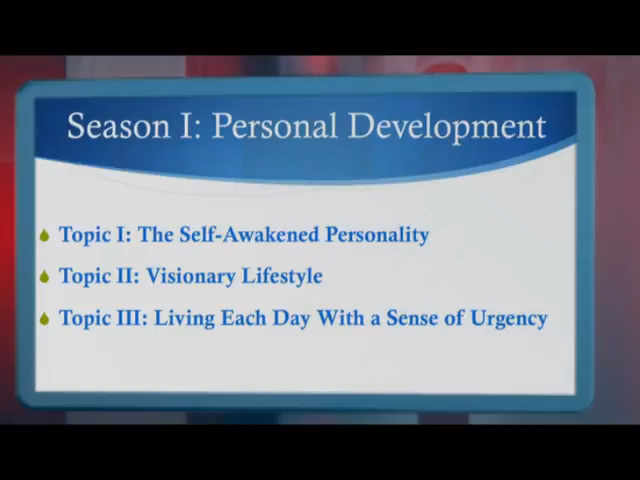 Season I: Personal Development
Topic I: The Self-Awakened Personality
Topic II: Visionary Lifestyle
Topic III: Living Each Day With a Sense of Urgency